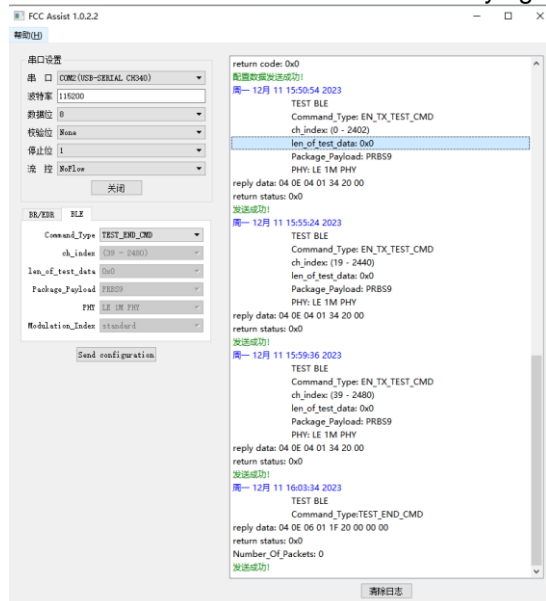 FCC Assist 1.0.2.2
帮助(H)
串口设置
串 口 COM2(USB-SERIAL CH340)
波特率 115200
数据位 8
校验位 None
停止位 1
流 控 NoFlow
关闭
BR/EDR BLE
Command_Type TEST_END_CMD
ch_index (39 - 2480)
len_of_test_data 0x0
Package_Payload PRBS9
PHY LE 1M PHY
Modulation_Index standard
Send configuration
return code: 0x0
配置数据发送成功!
周一 12月 11 15:50:54 2023
TEST BLE
Command_Type: EN_TX_TEST_CMD
ch_index: (0 - 2402)
len_of_test_data: 0x0
Package_Payload: PRBS9
PHY: LE 1M PHY
reply data: 04 0E 04 01 34 20 00
return status: 0x0
发送成功!
周一 12月 11 15:55:24 2023
TEST BLE
Command_Type: EN_TX_TEST_CMD
ch_index: (19 - 2440)
len_of_test_data: 0x0
Package_Payload: PRBS9
PHY: LE 1M PHY
reply data: 04 0E 04 01 34 20 00
return status: 0x0
发送成功!
周一 12月 11 15:59:36 2023
TEST BLE
Command_Type: EN_TX_TEST_CMD
ch_index: (39 - 2480)
len_of_test_data: 0x0
Package_Payload: PRBS9
PHY: LE 1M PHY
reply data: 04 0E 04 01 34 20 00
return status: 0x0
发送成功!
周一 12月 11 16:03:34 2023
TEST BLE
Command_Type:TEST_END_CMD
reply data: 04 0E 06 01 1F 20 00 00 00
return status: 0x0
Number_Of_Packets: 0
发送成功!
清除日志